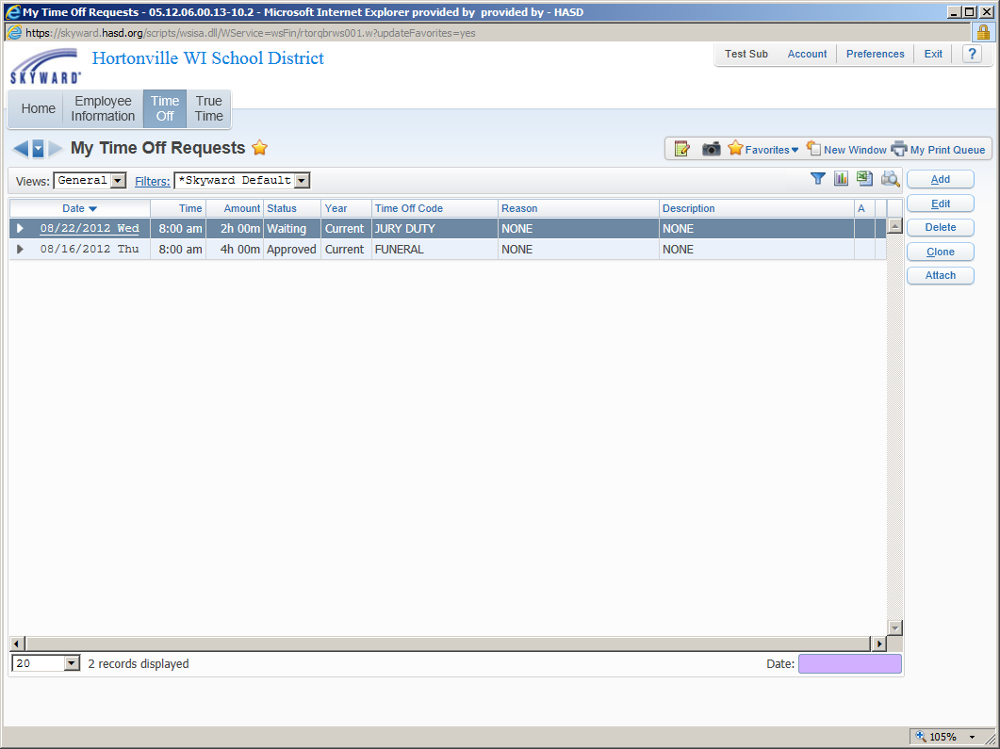 My Time Off Requests - 05.12.06.00.13-10.2 - Microsoft Internet Explorer provided by  provided by - HASD
https://skyward.hasd.org/scripts/wsisa.dll/WService=wsFin/rtorqbrws001.w?updateFavorites=yes
SKYWARD
Hortonville WI School District
Test Sub Account Preferences Exit ?
Home Employee Information Time Off True Time
My Time Off Requests
Favorites New Window My Print Queue
Views: General Filters: *Skyward Default
Date Time Amount Status Year Time Off Code Reason Description A
08/22/2012 Wed 8:00 am 2h 00m Waiting Current JURY DUTY NONE NONE
08/16/2012 Thu 8:00 am 4h 00m Approved Current FUNERAL NONE NONE
Add
Edit
Delete
Clone
Attach
20 2 records displayed Date:
105%